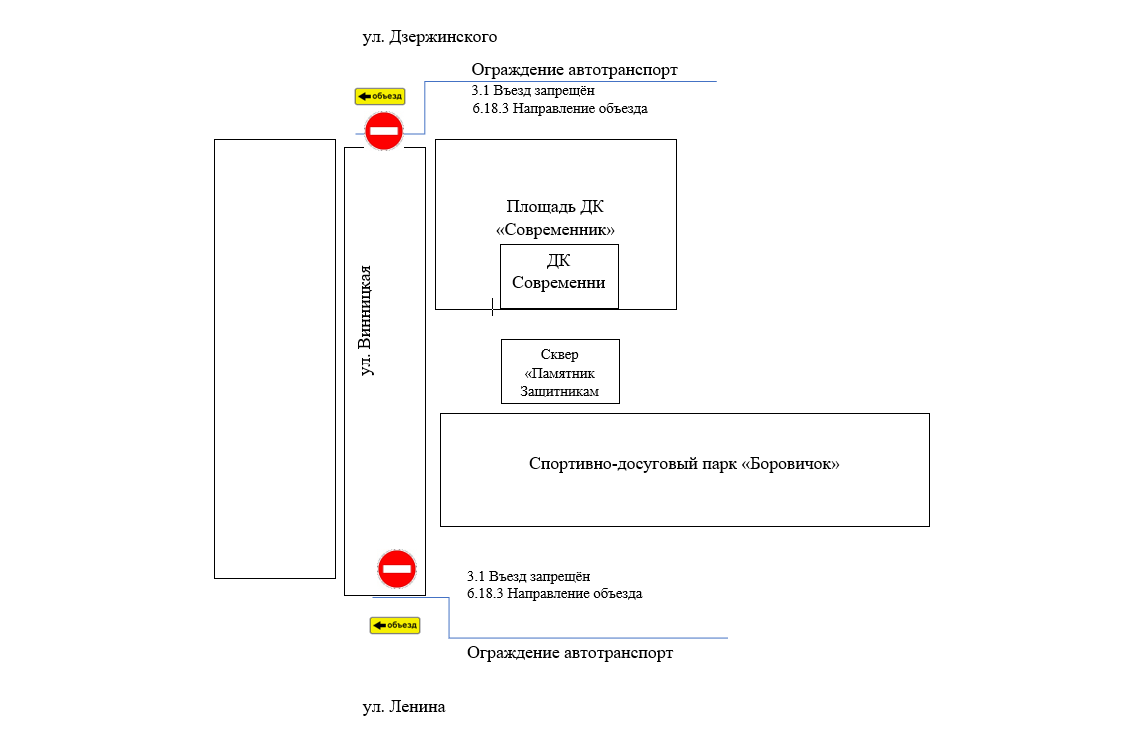 ул. Дзержинского
Ограждение автотранспорт
объезд
3.1 Въезд запрещён
6.18.3 Направление объезда
Площадь ДК
«Современник»
ДК
Современни
ул. Винницкая
Сквер
«Памятник
Защитникам
Спортивно-досуговый парк «Боровичок»
3.1 Въезд запрещён
6.18.3 Направление объезда
объезд
Ограждение автотранспорт
ул. Ленина